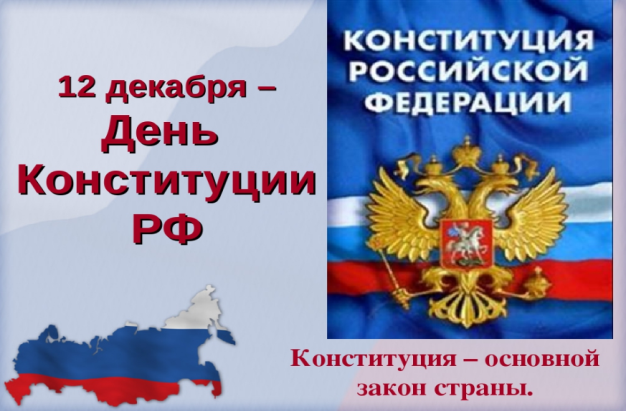 12 декабря –
День
Конституции
РФ
КОНСТИТУЦИЯ
РОССИЙСКОЙ
ФЕДЕРАЦИИ
Конституция – основной
закон страны.